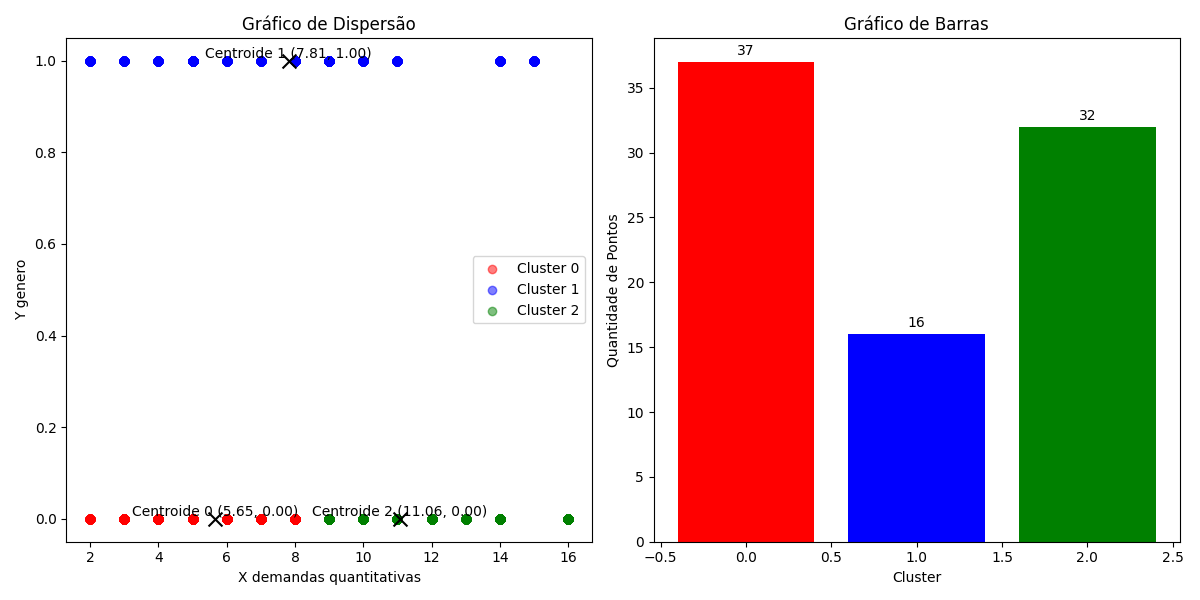 Gráfico de Dispersão
Centroide 1 (7.81, 1.00)
1.0
0.8
0.6
0.4
0.2
0.0
Y genero
Cluster 0
Cluster 1
Cluster 2
Centroide 0 (5.65, 0.00)
Centroide 2 (11.06, 0.00)
2 4 6 8 10 12 14 16
X demandas quantitativas
Gráfico de Barras
37
16
32
35
30
25
20
15
10
5
0
Quantidade de Pontos
−0.5 0.0 0.5 1.0 1.5 2.0 2.5
Cluster